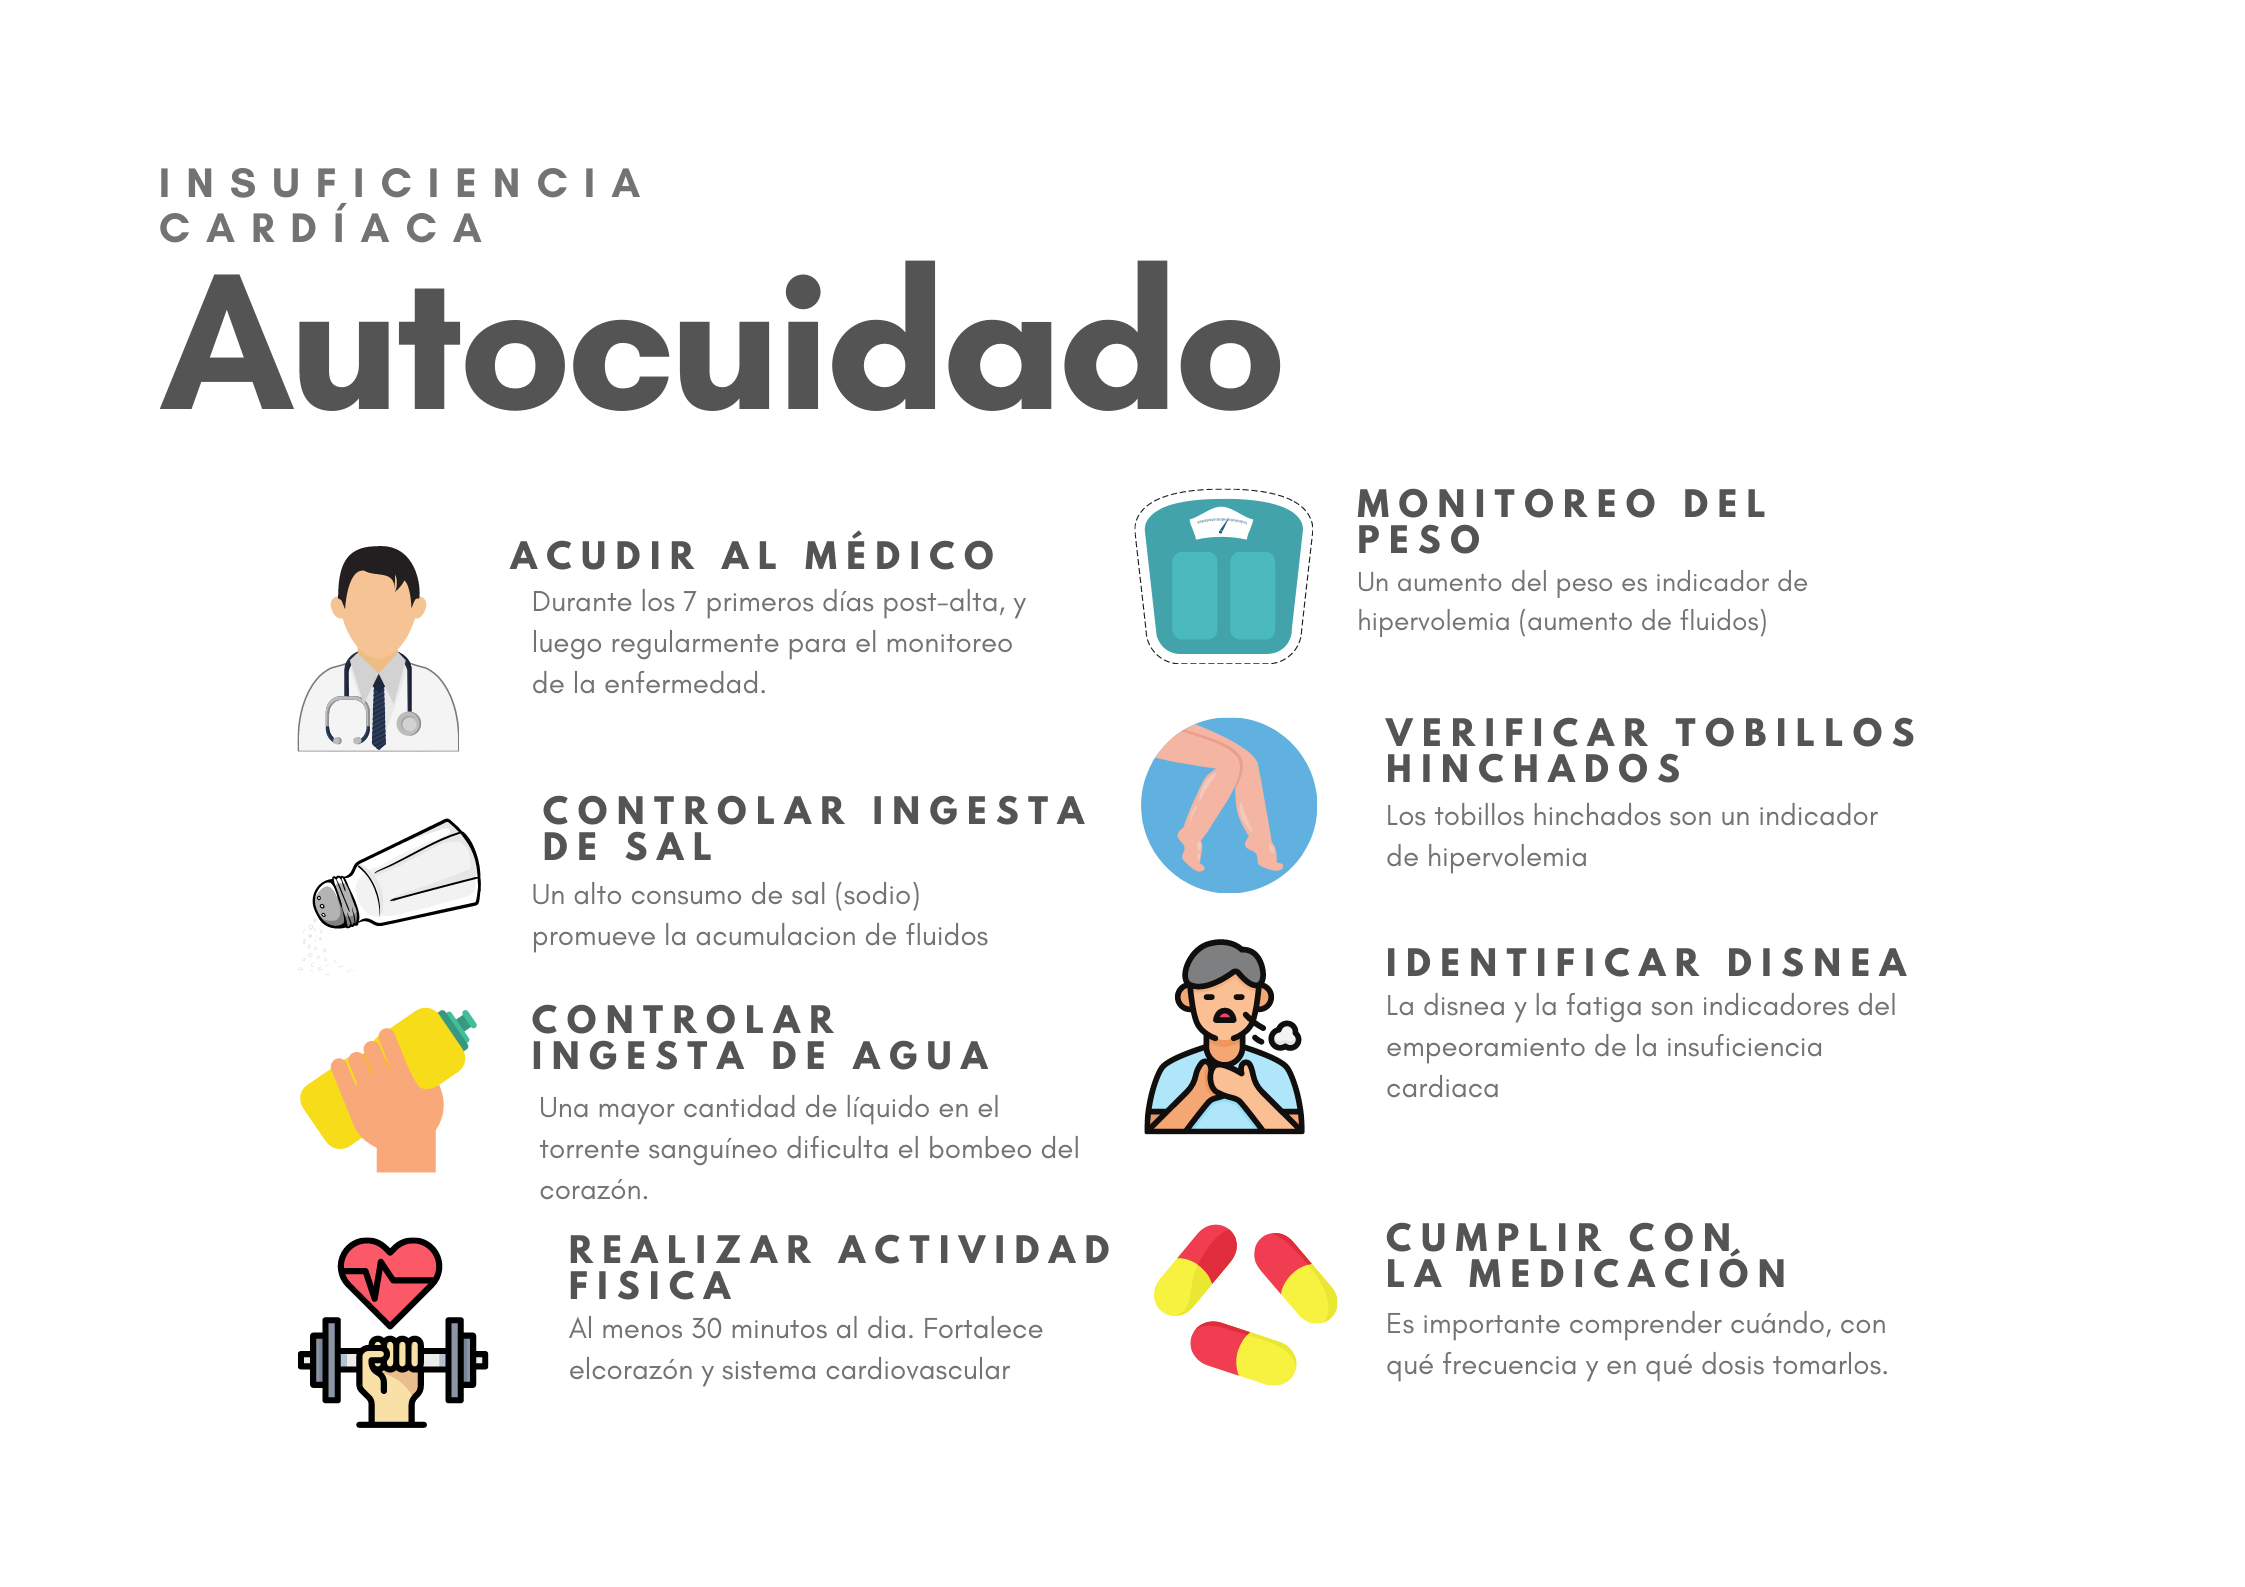 INSUFICIENCIA
CARDÍACA
Autocuidado
ACUDIR AL MÉDICO
Durante los 7 primeros días post-alta, y
luego regularmente para el monitoreo
de la enfermedad.
CONTROLAR INGESTA
DE SAL
Un alto consumo de sal (sodio)
promueve la acumulacion de fluidos
CONTROLAR
INGESTA DE AGUA
Una mayor cantidad de líquido en el
torrente sanguíneo dificulta el bombeo del
corazón.
REALIZAR ACTIVIDAD
FISICA
Al menos 30 minutos al dia. Fortalece
elcorazón y sistema cardiovascular
MONITOREO DEL
PESO
Un aumento del peso es indicador de
hipervolemia (aumento de fluidos)
VERIFICAR TOBILLOS
HINCHADOS
Los tobillos hinchados son un indicador
de hipervolemia
IDENTIFICAR DISNEA
La disnea y la fatiga son indicadores del
empeoramiento de la insuficiencia
cardiaca
CUMPLIR CON
LA MEDICACIÓN
Es importante comprender cuándo, con
qué frecuencia y en qué dosis tomarlos.